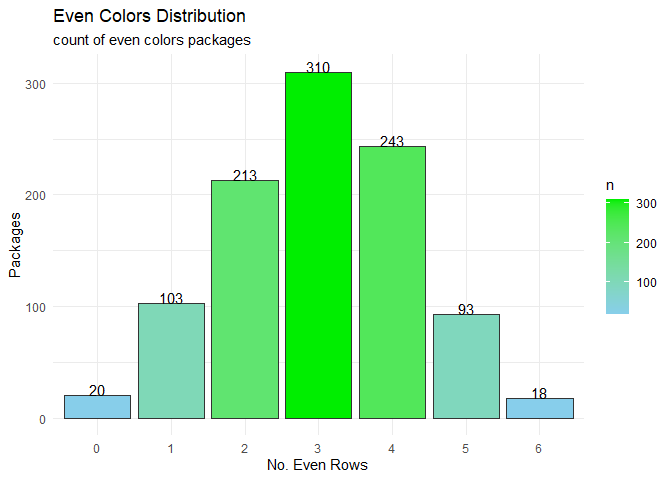 Even Colors Distribution
count of even colors packages
310
243
213
103
93
20
18
300
200
100
0
Packages
0 1 2 3 4 5 6
No. Even Rows
n
300
200
100